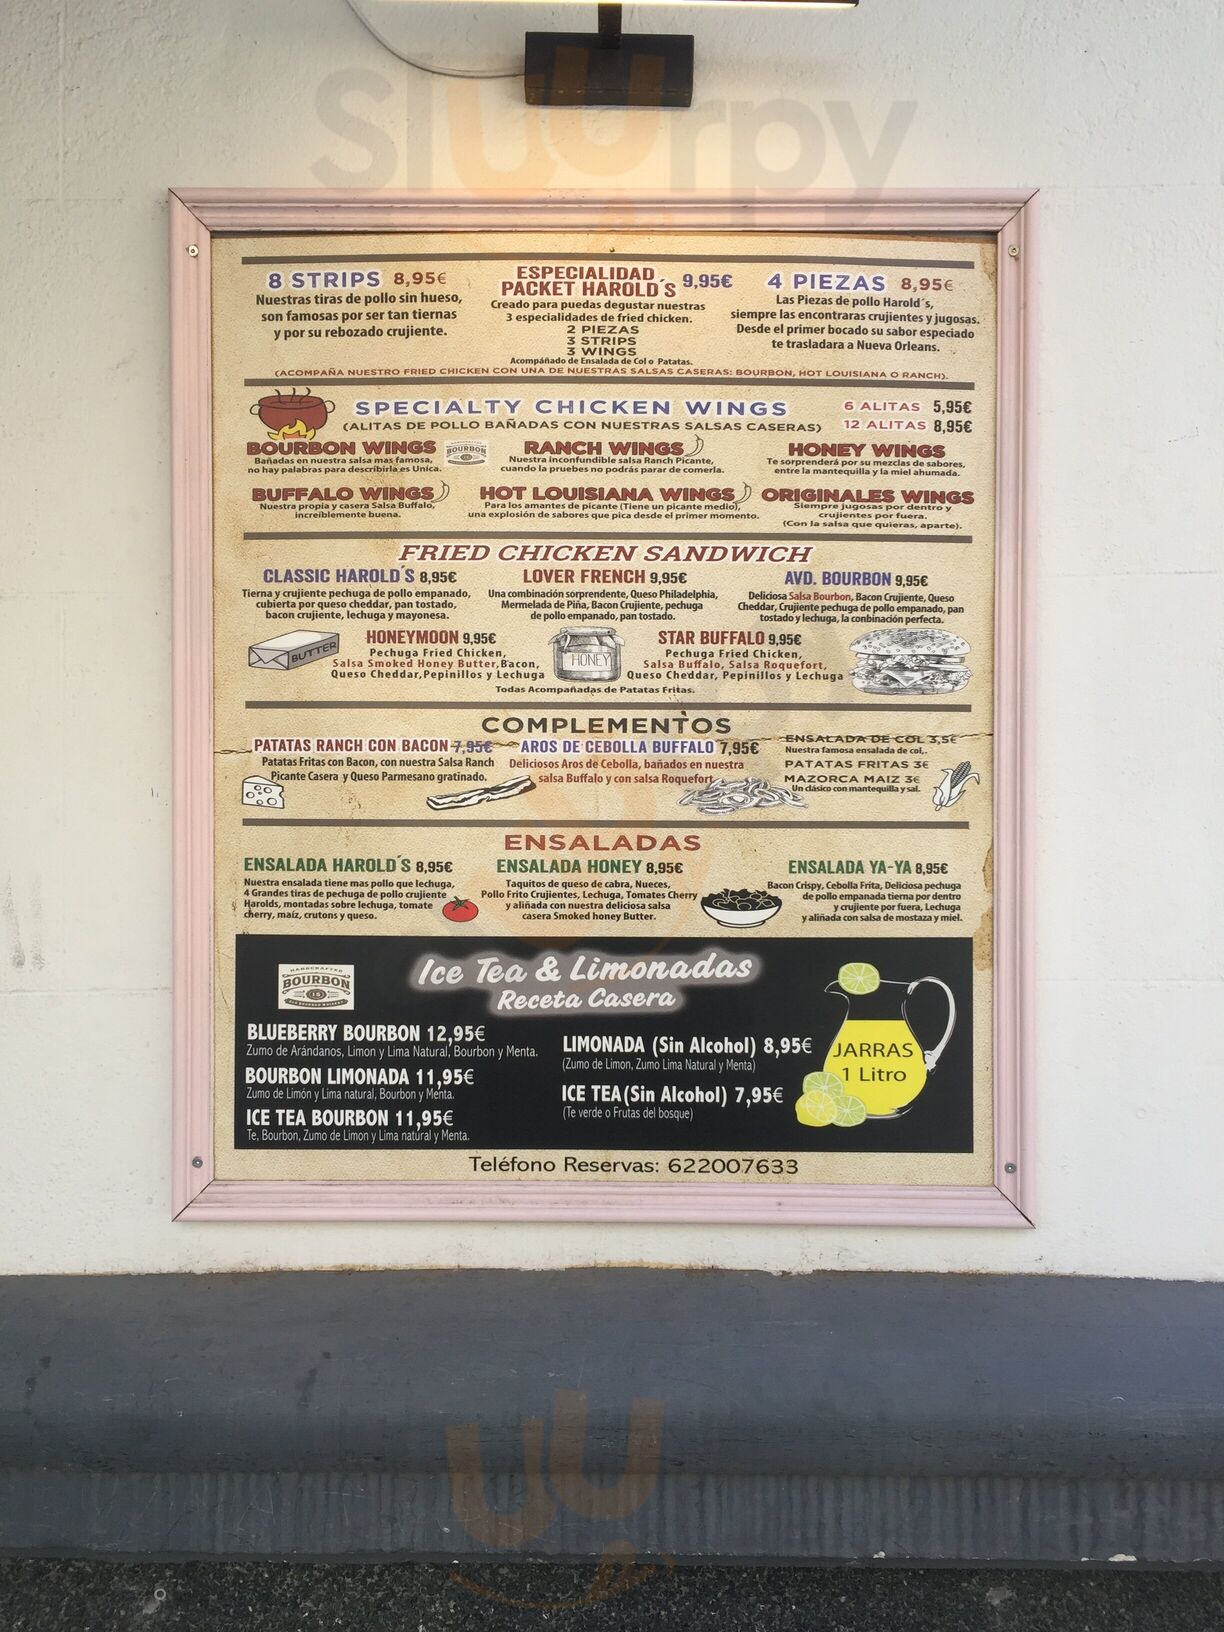 Sluurpy
8 STRIPS 8,95€
Nuestras tiras de pollo sin hueso,
son famosas por ser tan tiernas
y por su rebozado crujiente.
ESPECIALIDAD
PACKET HAROLD´S 9,95€
Creado para puedas degustar nuestras
3 especialidades de fried chicken.
2 PIEZAS
3 STRIPS
3 WINGS
Acompáñado de Ensalada de Col o Patatas.
4 PIEZAS 8,95€
Las Piezas de pollo Harold´s,
siempre las encontraras crujientes y jugosas.
Desde el primer bocado su sabor especiado
te trasladara a Nueva Orleans.
(ACOMPAÑA NUESTRO FRIED CHICKEN CON UNA DE NUESTRAS SALSAS CASERAS: BOURBON, HOT LOUISIANA O RANCH).
SPECIALTY CHICKEN WINGS
(ALITAS DE POLLO BAÑADAS CON NUESTRAS SALSAS CASERAS)
6 ALITAS 5,95€
12 ALITAS 8,95€
BOURBON WINGS
BOURBON
Bañadas en nuestra salsa mas famosa,
no hay palabras para describirla es Unica.
RANCH WINGS
Nuestra inconfundible salsa Ranch Picante,
cuando la pruebes no podrás parar de comerla.
HONEY WINGS
Te sorprenderá por su mezclas de sabores,
entre la mantequilla y la miel ahumada.
BUFFALO WINGS
Nuestra propia y casera Salsa Buffalo,
increíblemente buena.
HOT LOUISIANA WINGS
Para los amantes de picante (Tiene un picante medio),
una explosión de sabores que pica desde el primer momento.
ORIGINALES WINGS
Siempre jugosas por dentro y
crujientes por fuera.
(Con la salsa que quieras, aparte).
FRIED CHICKEN SANDWICH
CLASSIC HAROLD´S 8,95€
Tierna y crujiente pechuga de pollo empanado,
cubierta por queso cheddar, pan tostado,
bacon crujiente, lechuga y mayonesa.
LOVER FRENCH 9,95€
Una combinación sorprendente, Queso Philadelphia,
Mermelada de Piña, Bacon Crujiente, pechuga
de pollo empanado, pan tostado.
AVD. BOURBON 9,95€
Deliciosa Salsa Bourbon, Bacon Crujiente, Queso
Cheddar, Crujiente pechuga de pollo empanado, pan
tostado y lechuga, la conbinación perfecta.
BUTTER
HONEYMOON 9,95€
Pechuga Fried Chicken,
Salsa Smoked Honey Butter,Bacon,
Queso Cheddar,Pepinillos y Lechuga
HONEY
STAR BUFFALO 9,95€
Pechuga Fried Chicken,
Salsa Buffalo, Salsa Roquefort,
Queso Cheddar, Pepinillos y Lechuga
Todas Acompañadas de Patatas Fritas.
COMPLEMENTOS
PATATAS RANCH CON BACON 7,95€
Patatas Fritas con Bacon, con nuestra Salsa Ranch
Picante Casera y Queso Parmesano gratinado.
AROS DE CEBOLLA BUFFALO 7,95€
Deliciosos Aros de Cebolla, bañados en nuestra
salsa Buffalo y con salsa Roquefort
ENSALADA DE COL 3,5€
Nuestra famosa ensalada de col,.
PATATAS FRITAS 3€
MAZORCA MAIZ 3€
Un clásico con mantequilla y sal.
ENSALADAS
ENSALADA HAROLD´S 8,95€
Nuestra ensalada tiene mas pollo que lechuga,
4 Grandes tiras de pechuga de pollo crujiente
Harolds, montadas sobre lechuga, tomate
cherry, maíz, crutons y queso.
ENSALADA HONEY 8,95€
Taquitos de queso de cabra, Nueces,
Pollo Frito Crujientes, Lechuga, Tomates Cherry
y aliñada con nuestra deliciosa salsa
casera Smoked honey Butter.
ENSALADA YA-YA 8,95€
Bacon Crispy, Cebolla Frita, Deliciosa pechuga
de pollo empanada tierna por dentro
y crujiente por fuera, Lechuga
y aliñada con salsa de mostaza y miel.
Ice Tea & Limonadas
Receta Casera
HANDCRAFTED
BOURBON
15
BLUEBERRY BOURBON 12,95€
Zumo de Arándanos, Limon y Lima Natural, Bourbon y Menta.
BOURBON LIMONADA 11,95€
Zumo de Limón y Lima natural, Bourbon y Menta.
ICE TEA BOURBON 11,95€
Te, Bourbon, Zumo de Limon y Lima natural y Menta.
LIMONADA (Sin Alcohol) 8,95€
(Zumo de Limon, Zumo Lima Natural y Menta)
ICE TEA (Sin Alcohol) 7,95€
(Te verde o Frutas del bosque)
JARRAS
1 Litro
Teléfono Reservas: 622007633